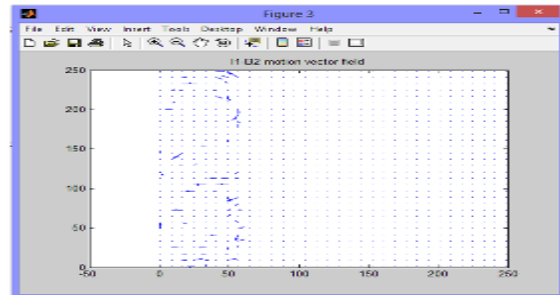 Figure 3
File Edit View Insert Tools Desktop Window Help
I1-B2 motion vector field
250
200
150
100
50
0
-50 0 50 100 150 200 250